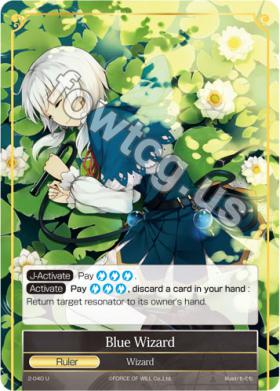 fowtcg.us
J-Activate Pay
Activate Pay , discard a card in your hand :
Return target resonator to its owner's hand.
Blue Wizard
Ruler Wizard
2-040 U ©FORCE OF WILL Co.,Ltd.